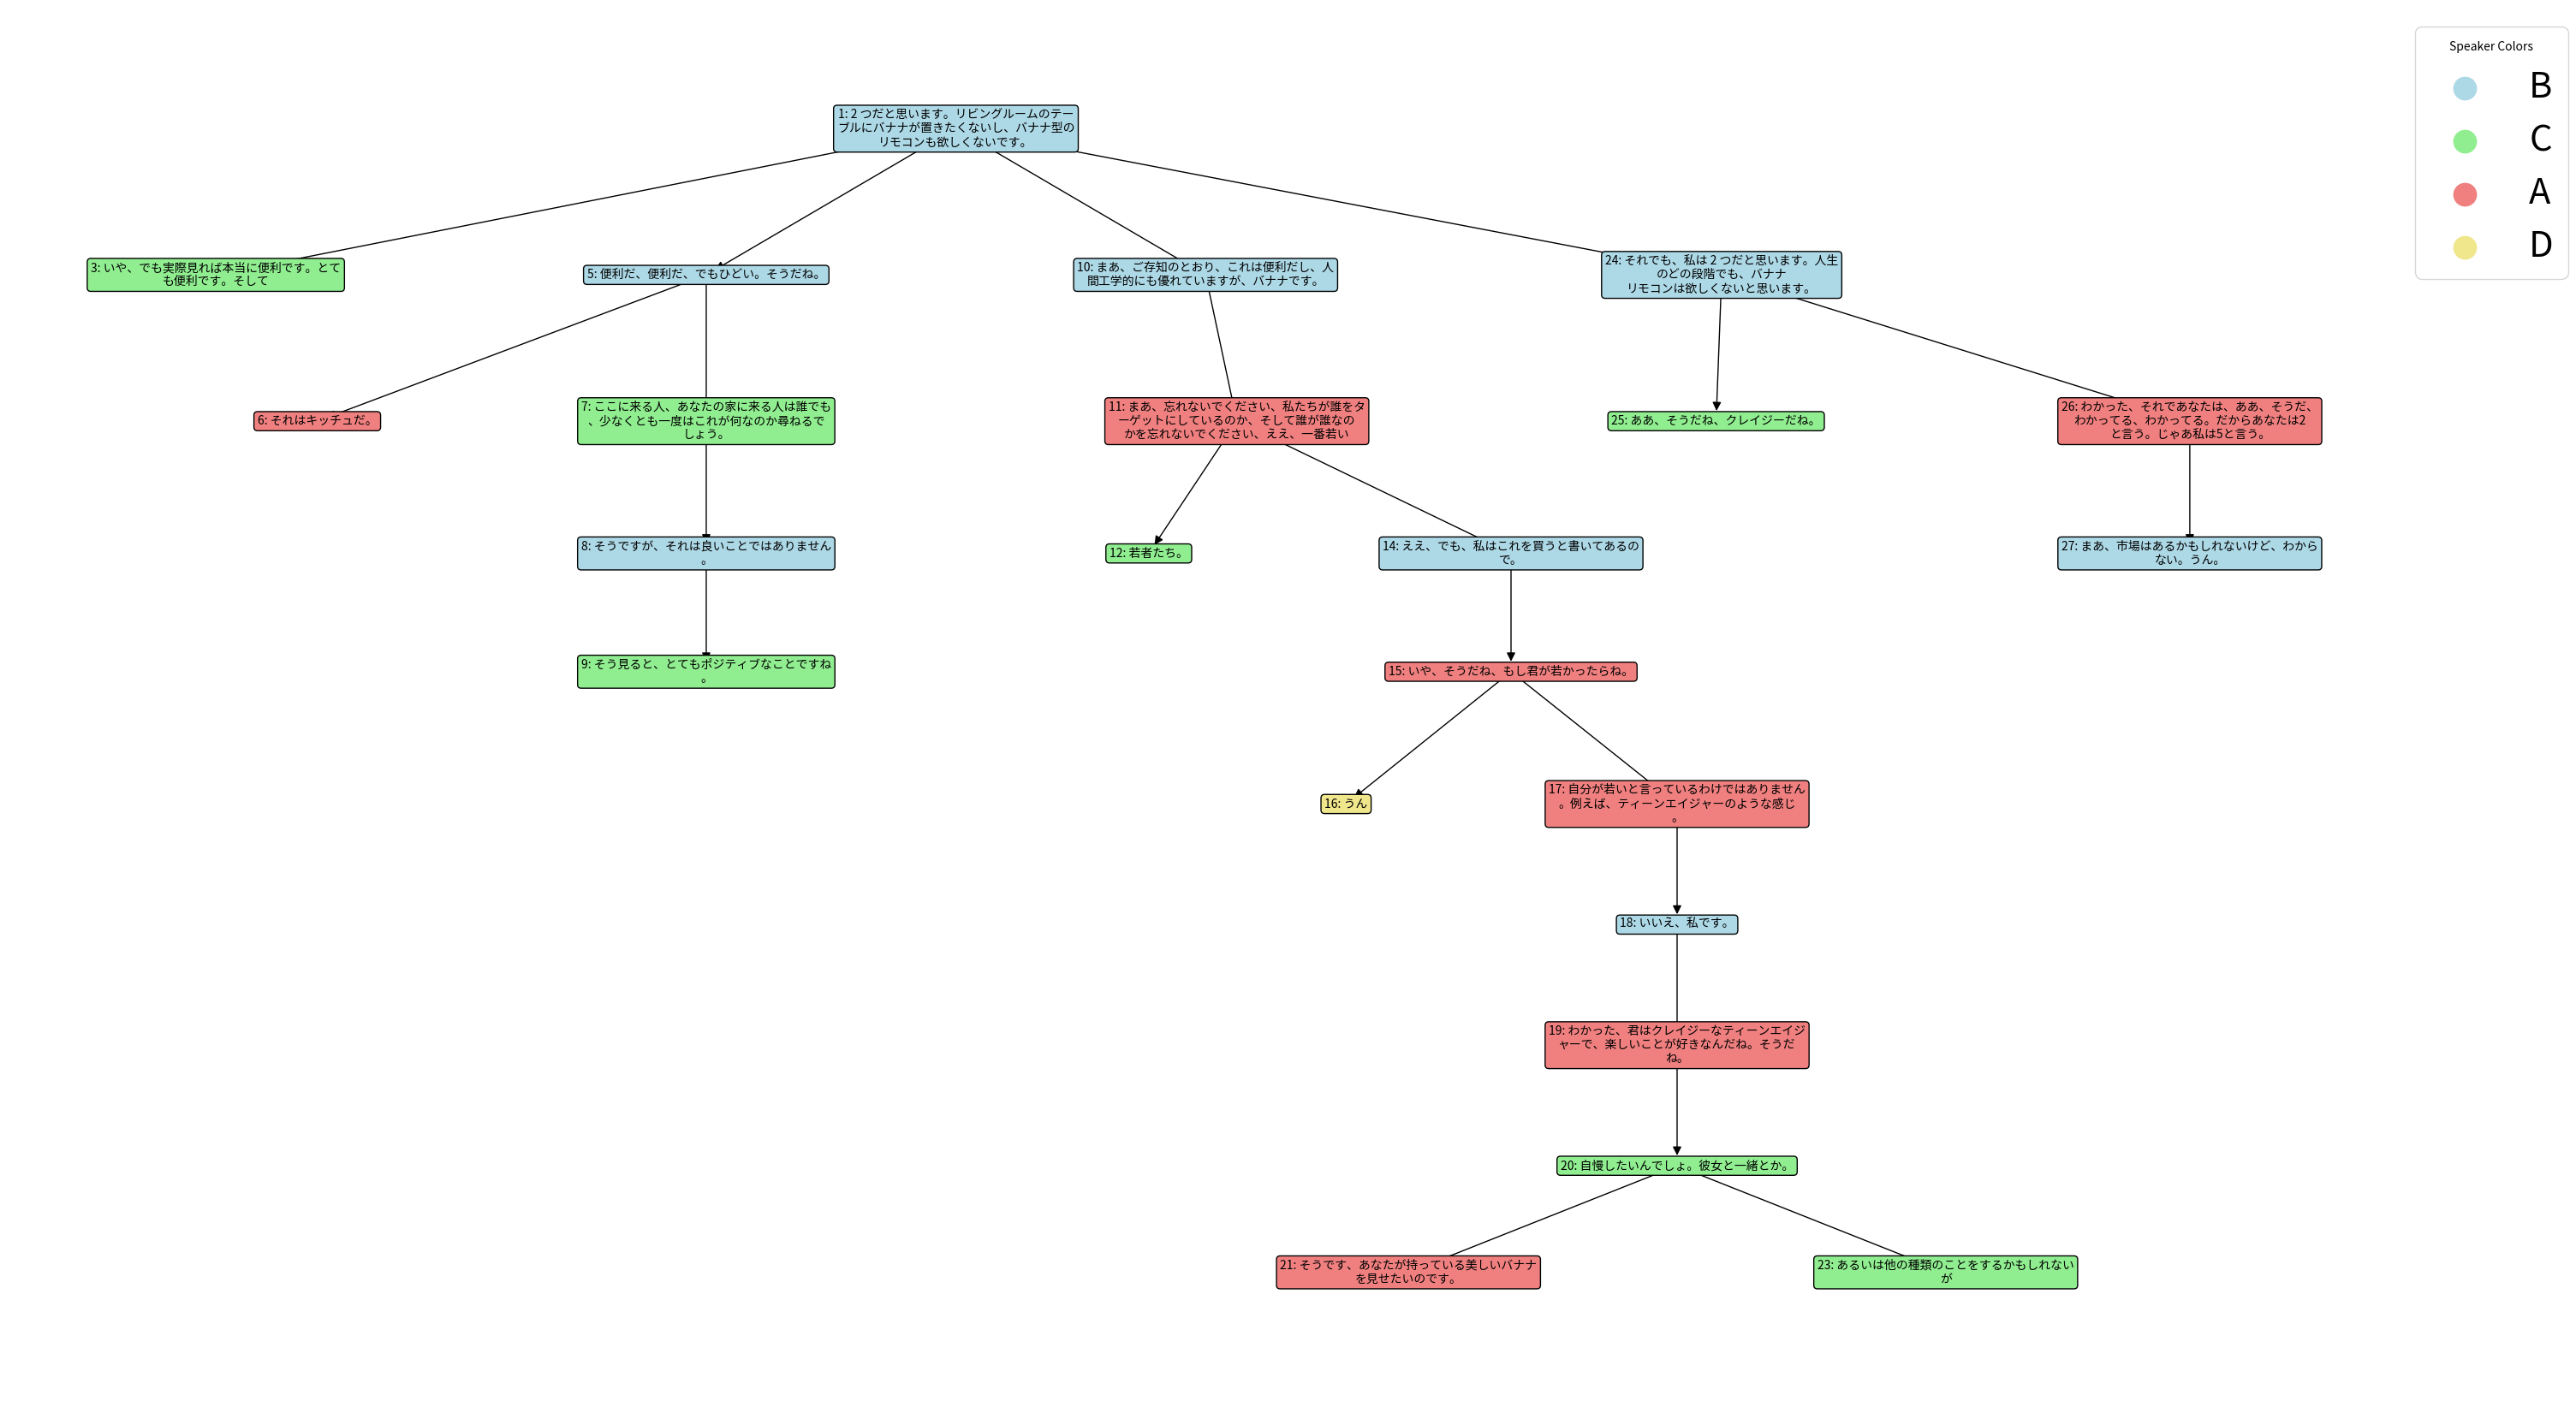 Speaker Colors
B
C
A
D
1: 2 つだと思います。リビングルームのテー
ブルにバナナが置きたくないし、バナナ型の
リモコンも欲しくないです。
3: いや、でも実際見れば本当に便利です。とて
も便利です。そして
5: 便利だ、便利だ、でもひどい。そうだね。
10: まあ、ご存知のとおり、これは便利だし、人
間工学的にも優れていますが、バナナです。
24: それでも、私は 2 つだと思います。人生
のどの段階でも、バナナ
リモコンは欲しくないと思います。
6: それはキッチュだ。
7: ここに来る人、あなたの家に来る人は誰でも
、少なくとも一度はこれが何なのか尋ねるで
しょう。
11: まあ、忘れないでください、私たちが誰をタ
ーゲットにしているのか、そして誰が誰なの
かを忘れないでください、ええ、一番若い
25: ああ、そうだね、クレイジーだね。
26: わかった、それであなたは、ああ、そうだ、
わかってる、わかってる。だからあなたは2
と言う。じゃあ私は5と言う。
8: そうですが、それは良いことではありません
。
12: 若者たち。
14: ええ、でも、私はこれを買うと書いてあるの
で。
27: まあ、市場はあるかもしれないけど、わから
ない。うん。
9: そう見ると、とてもポジティブなことですね
。
15: いや、そうだね、もし君が若かったらね。
16: うん
17: 自分が若いと言っているわけではありません
。例えば、ティーンエイジャーのような感じ
。
18: いいえ、私です。
19: わかった、君はクレイジーなティーンエイジ
ャーで、楽しいことが好きなんだね。そうだ
ね。
20: 自慢したいんでしょ。彼女と一緒とか。
21: そうです、あなたが持っている美しいバナナ
を見せたいのです。
23: あるいは他の種類のことをするかもしれない
が